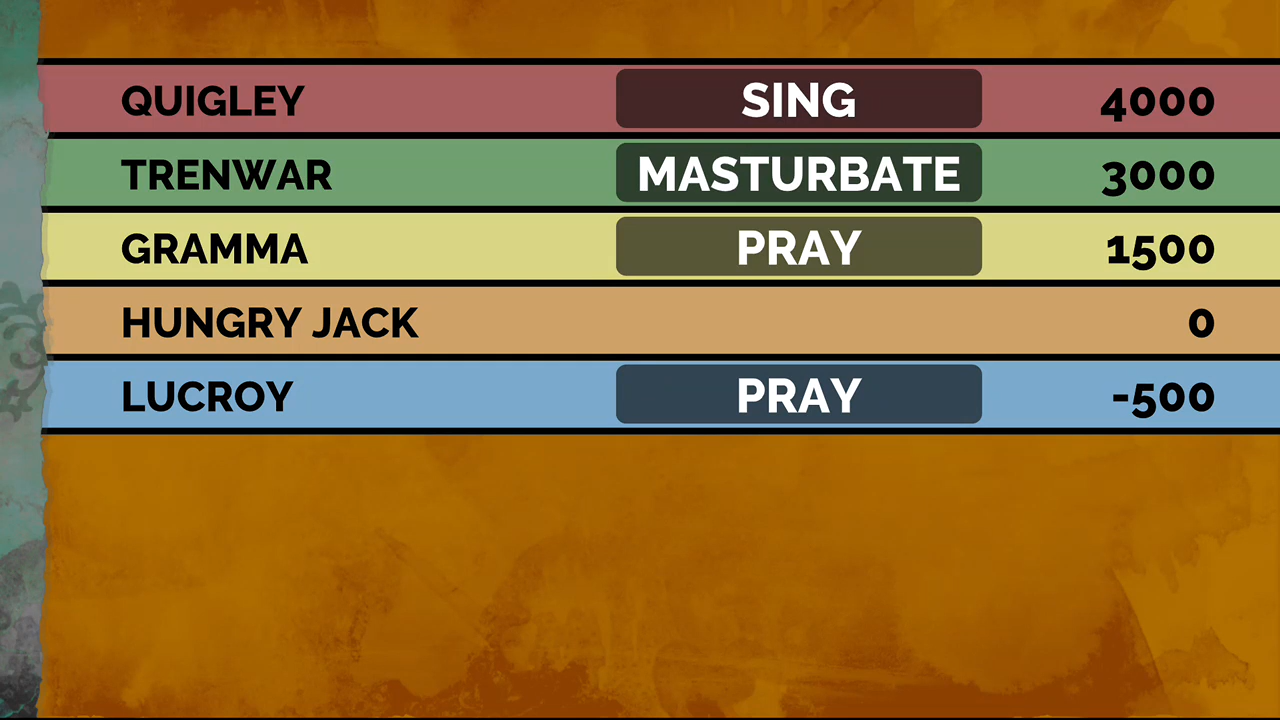 QUIGLEY SING 4000
TRENWAR MASTURBATE 3000
GRAMMA PRAY 1500
HUNGRY JACK 0
LUCROY PRAY -500